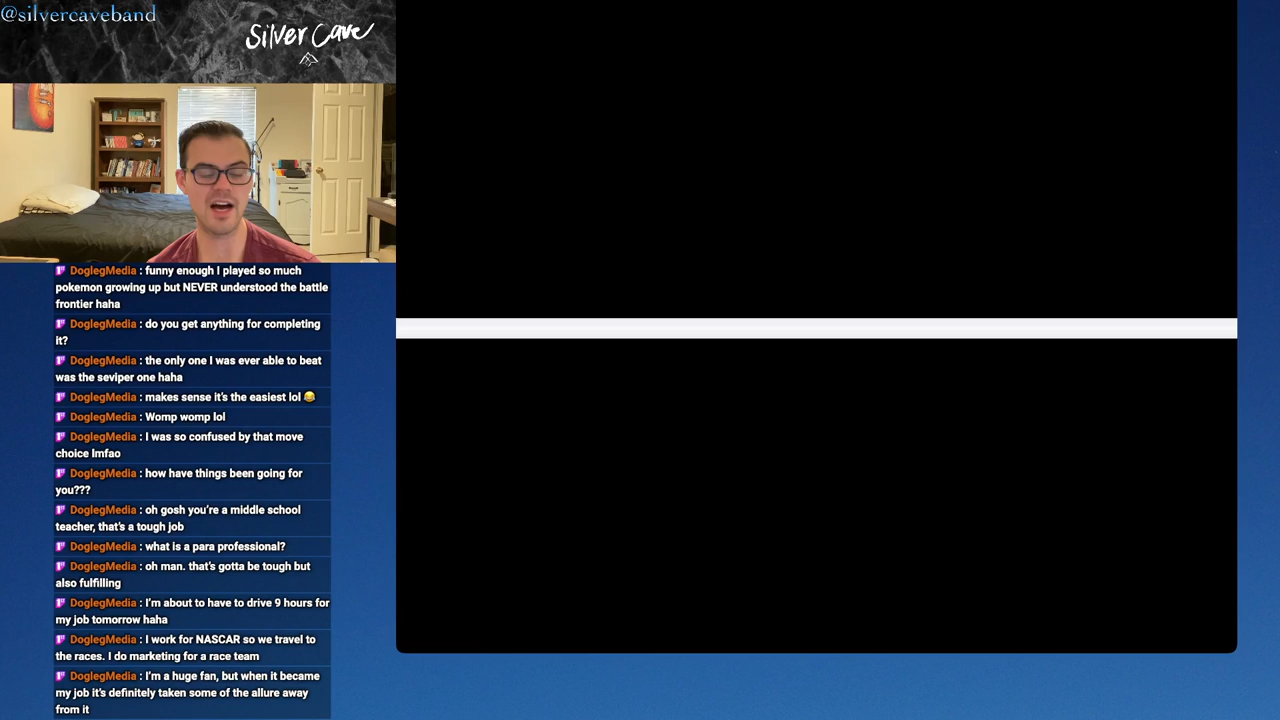 @silvercaveband
Silver Cave
DoglegMedia : funny enough I played so much
pokemon growing up but NEVER understood the battle
frontier haha
DoglegMedia : do you get anything for completing
it?
DoglegMedia : the only one I was ever able to beat
was the seviper one haha
DoglegMedia : makes sense it's the easiest lol 😂
DoglegMedia : Womp womp lol
DoglegMedia : I was so confused by that move
choice lmfao
DoglegMedia : how have things been going for
you???
DoglegMedia : oh gosh you're a middle school
teacher, that's a tough job
DoglegMedia : what is a para professional?
DoglegMedia : oh man. that's gotta be tough but
also fulfilling
DoglegMedia : I'm about to have to drive 9 hours for
my job tomorrow haha
DoglegMedia : I work for NASCAR so we travel to
the races. I do marketing for a race team
DoglegMedia : I'm a huge fan, but when it became
my job it's definitely taken some of the allure away
from it